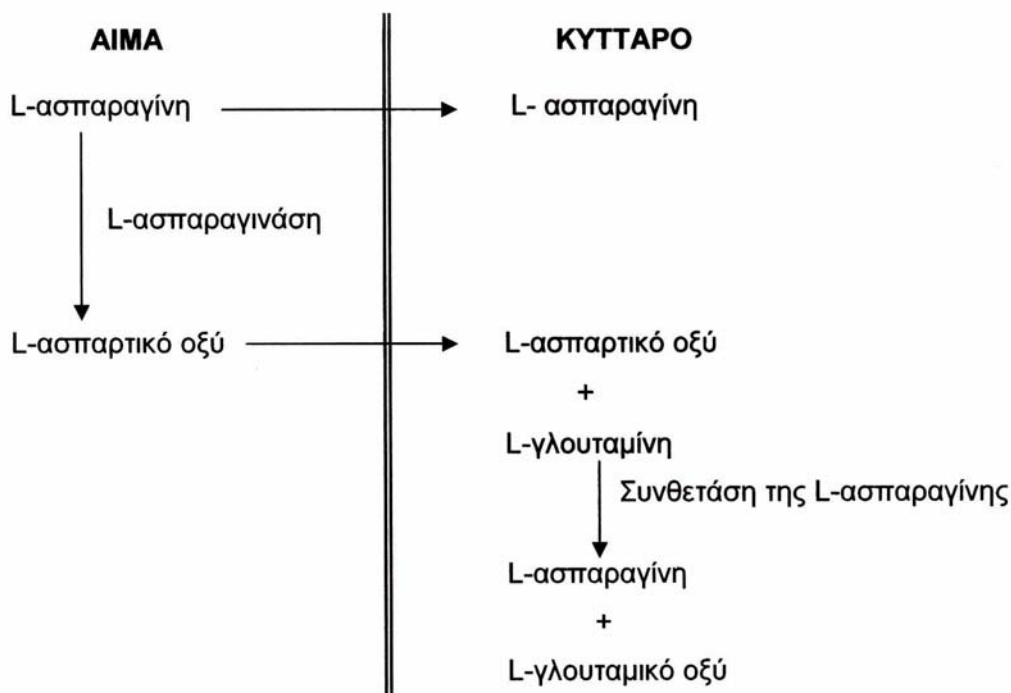 ΑΙΜΑ
ΚΥΤΤΑΡΟ
L-ασπαραγίνη
L- ασπαραγίνη
L-ασπαραγινάση
L-ασπαρτικό οξύ
L-ασπαρτικό οξύ
+
L-γλουταμίνη
Συνθετάση της L-ασπαραγίνης
L-ασπαραγίνη
+
L-γλουταμικό οξύ